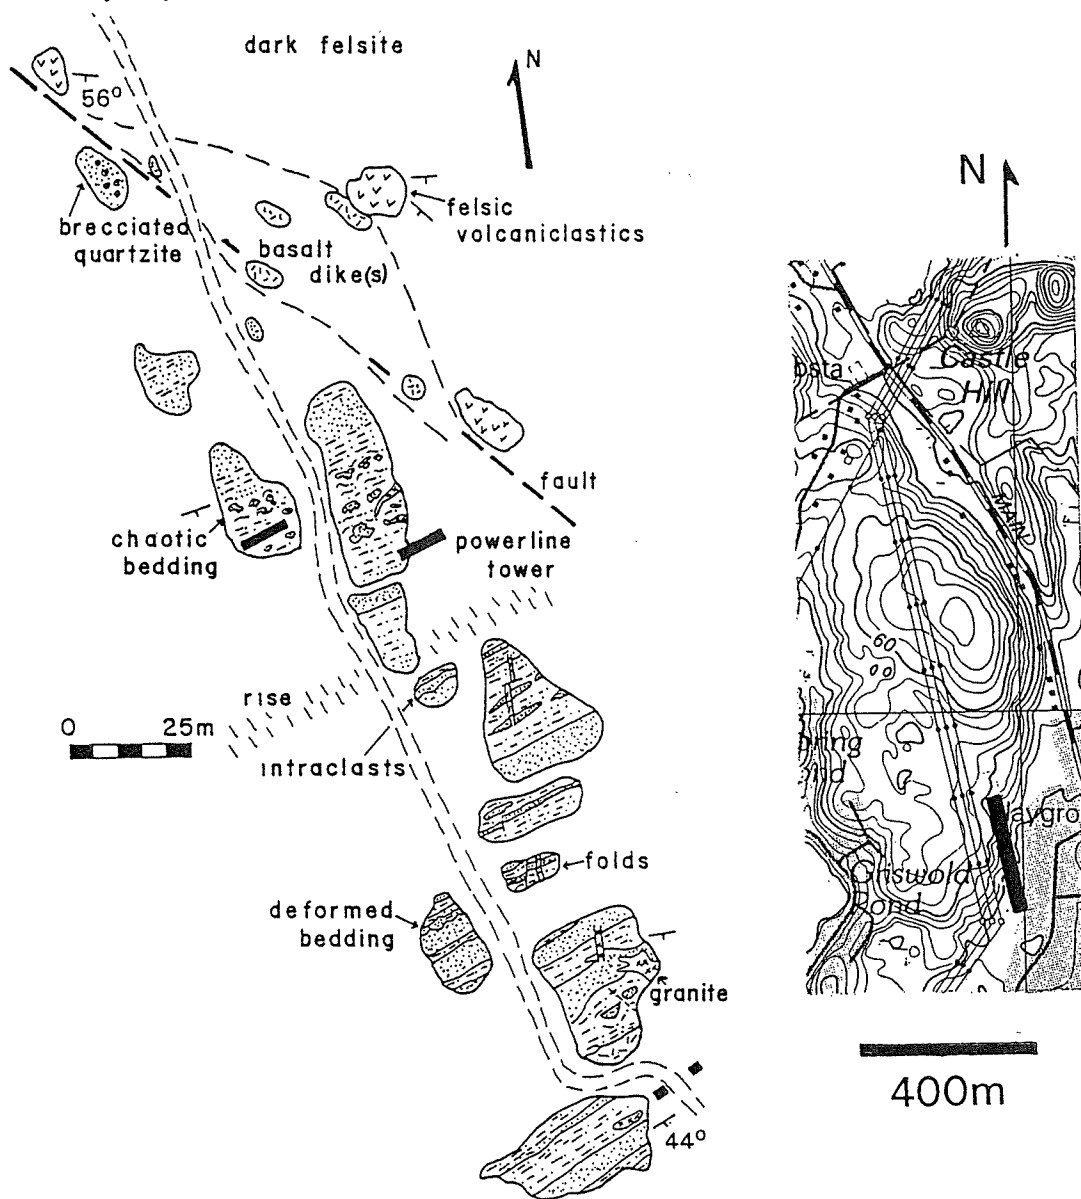 dark felsite
N
56°
brecciated
quartzite
felsic
volcaniclastics
basalt
dike(s)
fault
chaotic
bedding
powerline
tower
rise
0 25m
intraclasts
folds
deformed
bedding
granite
44°
N
Castle
Hill
MAIN
60
Griswold
Pond
400m